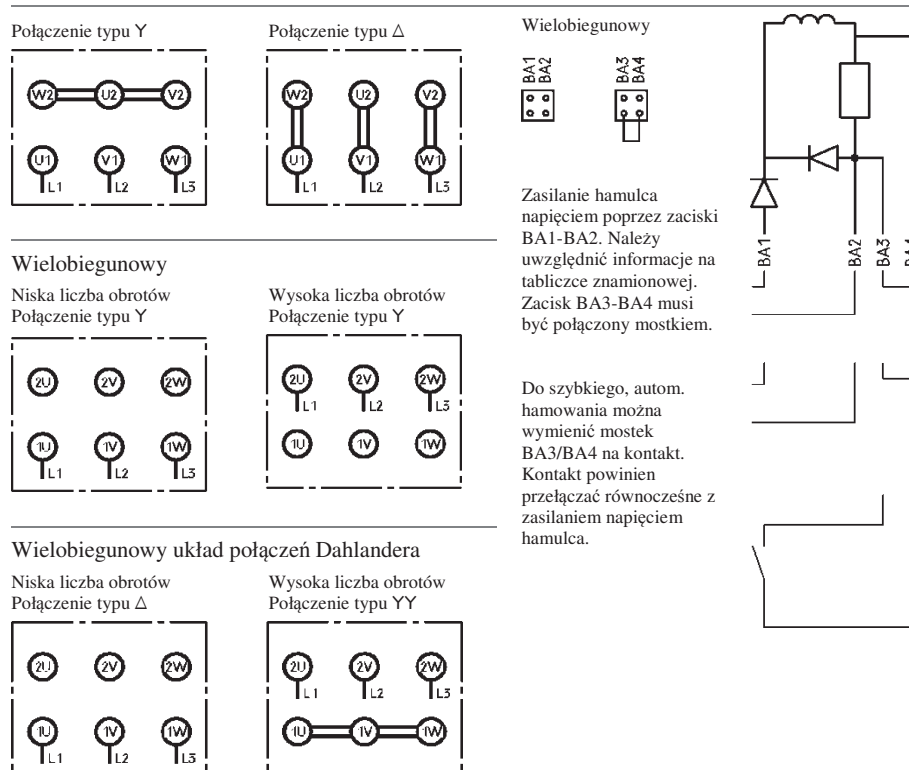 Połączenie typu Y
W2 U2 V2
U1 V1 W1
L1 L2 L3
Połączenie typu Δ
W2 U2 V2
U1 V1 W1
L1 L2 L3
Wielobiegunowy
Niska liczba obrotów
Połączenie typu Y
2U 2V 2W
1U 1V 1W
L1 L2 L3
Wysoka liczba obrotów
Połączenie typu Y
2U 2V 2W
L1 L2 L3
1U 1V 1W
Wielobiegunowy układ połączeń Dahlandera
Niska liczba obrotów
Połączenie typu Δ
2U 2V 2W
1U 1V 1W
L1 L2 L3
Wysoka liczba obrotów
Połączenie typu YY
2U 2V 2W
L1 L2 L3
1U 1V 1W
Wielobiegunowy
BA1
BA2
BA3
BA4
Zasilanie hamulca
napięciem poprzez zaciski
BA1-BA2. Należy
uwzględnić informacje na
tabliczce znamionowej.
Zacisk BA3-BA4 musi
być połączony mostkiem.
Do szybkiego, autom.
hamowania można
wymienić mostek
BA3/BA4 na kontakt.
Kontakt powinien
przełączać równocześne z
zasilaniem napięciem
hamulca.
BA1
BA2
BA3